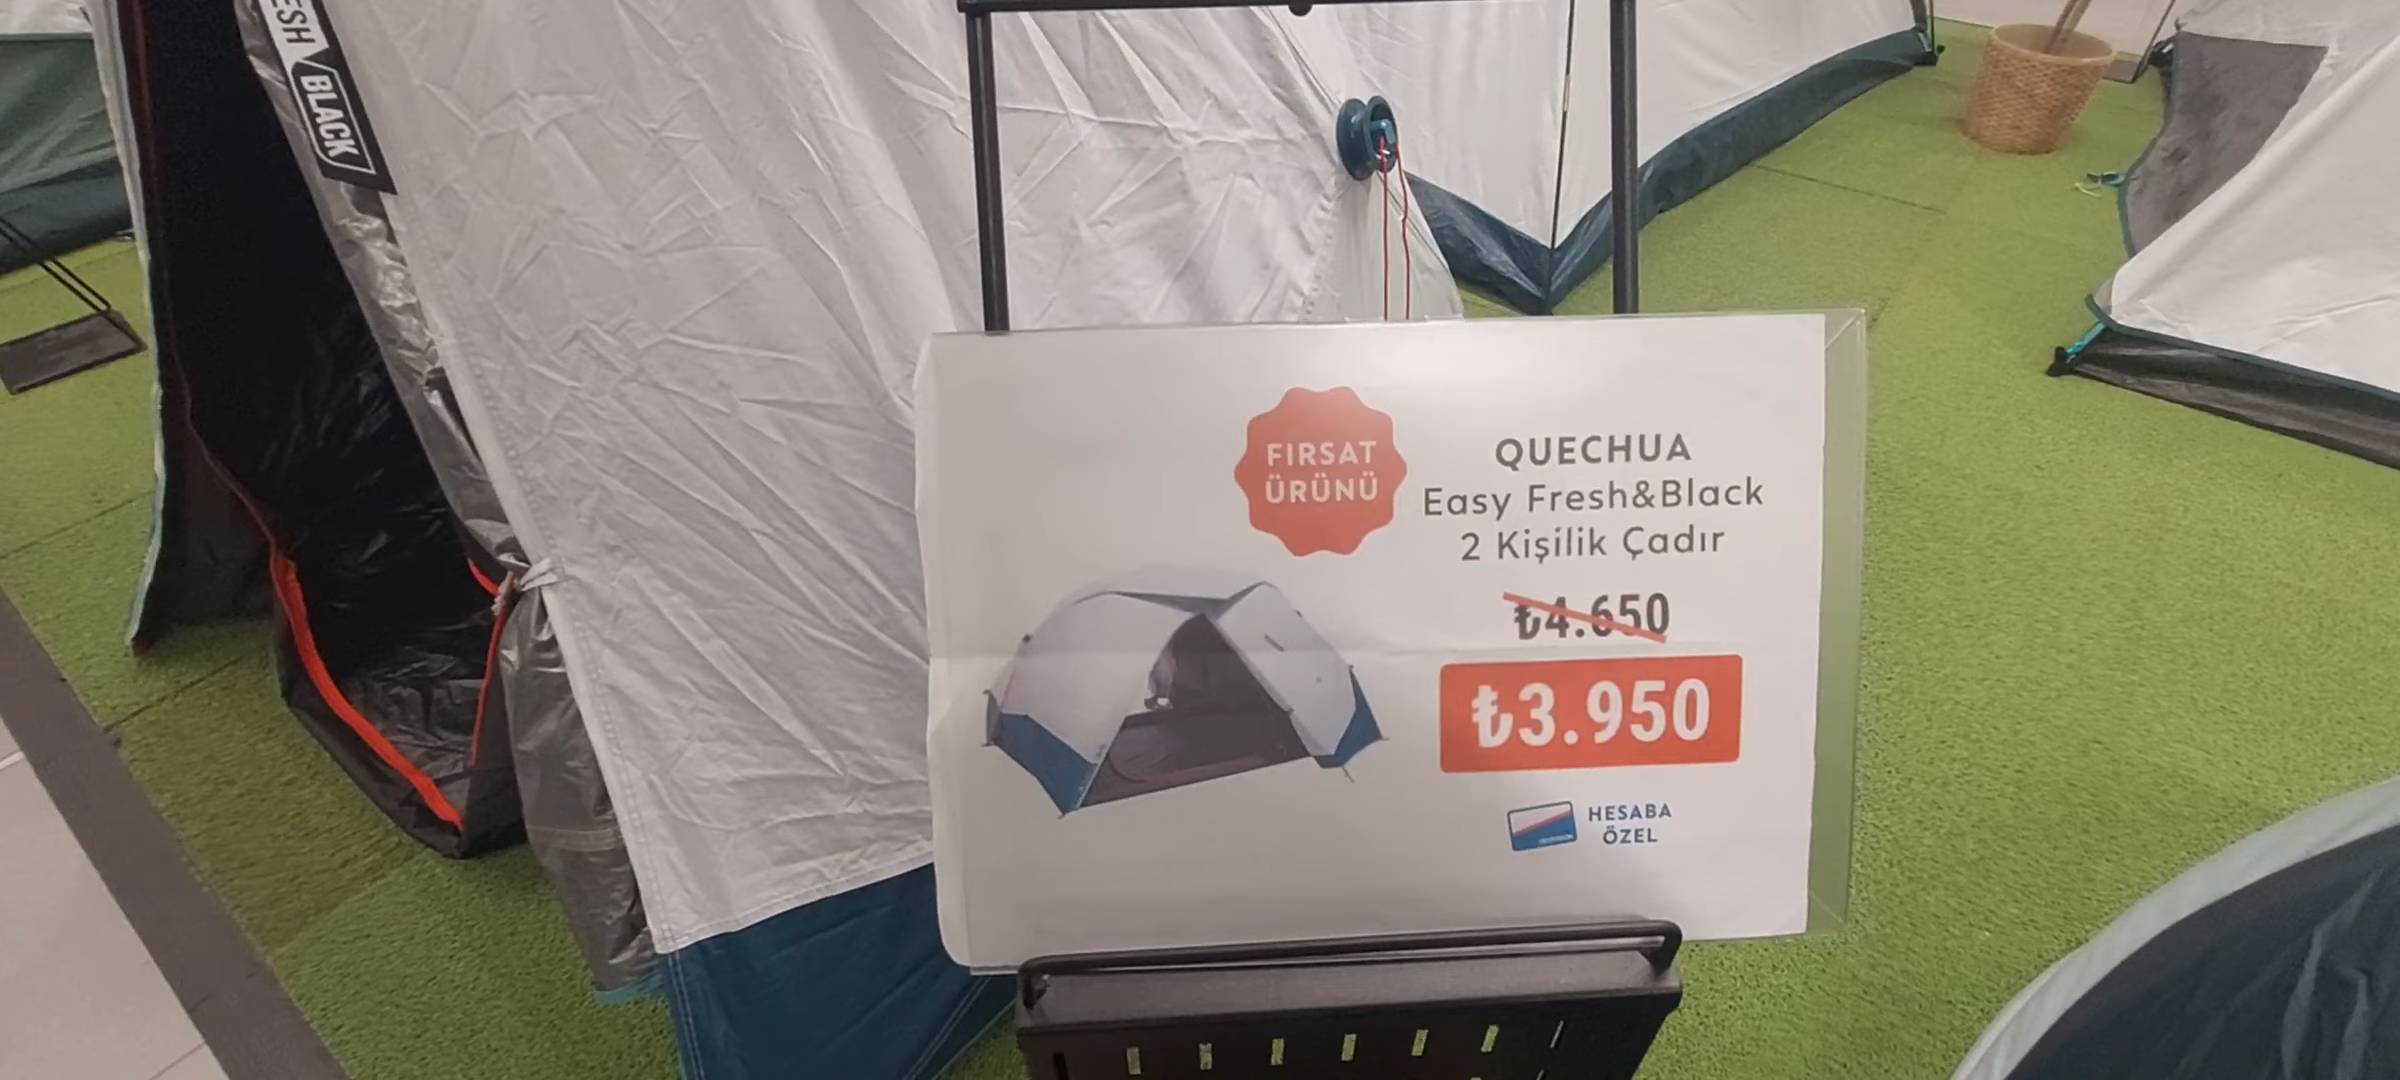 ESH
BLACK
FIRSAT
ÜRÜNÜ
QUECHUA
Easy Fresh&Black
2 Kişilik Çadır
₺4.650
₺3.950
HESABA
ÖZEL